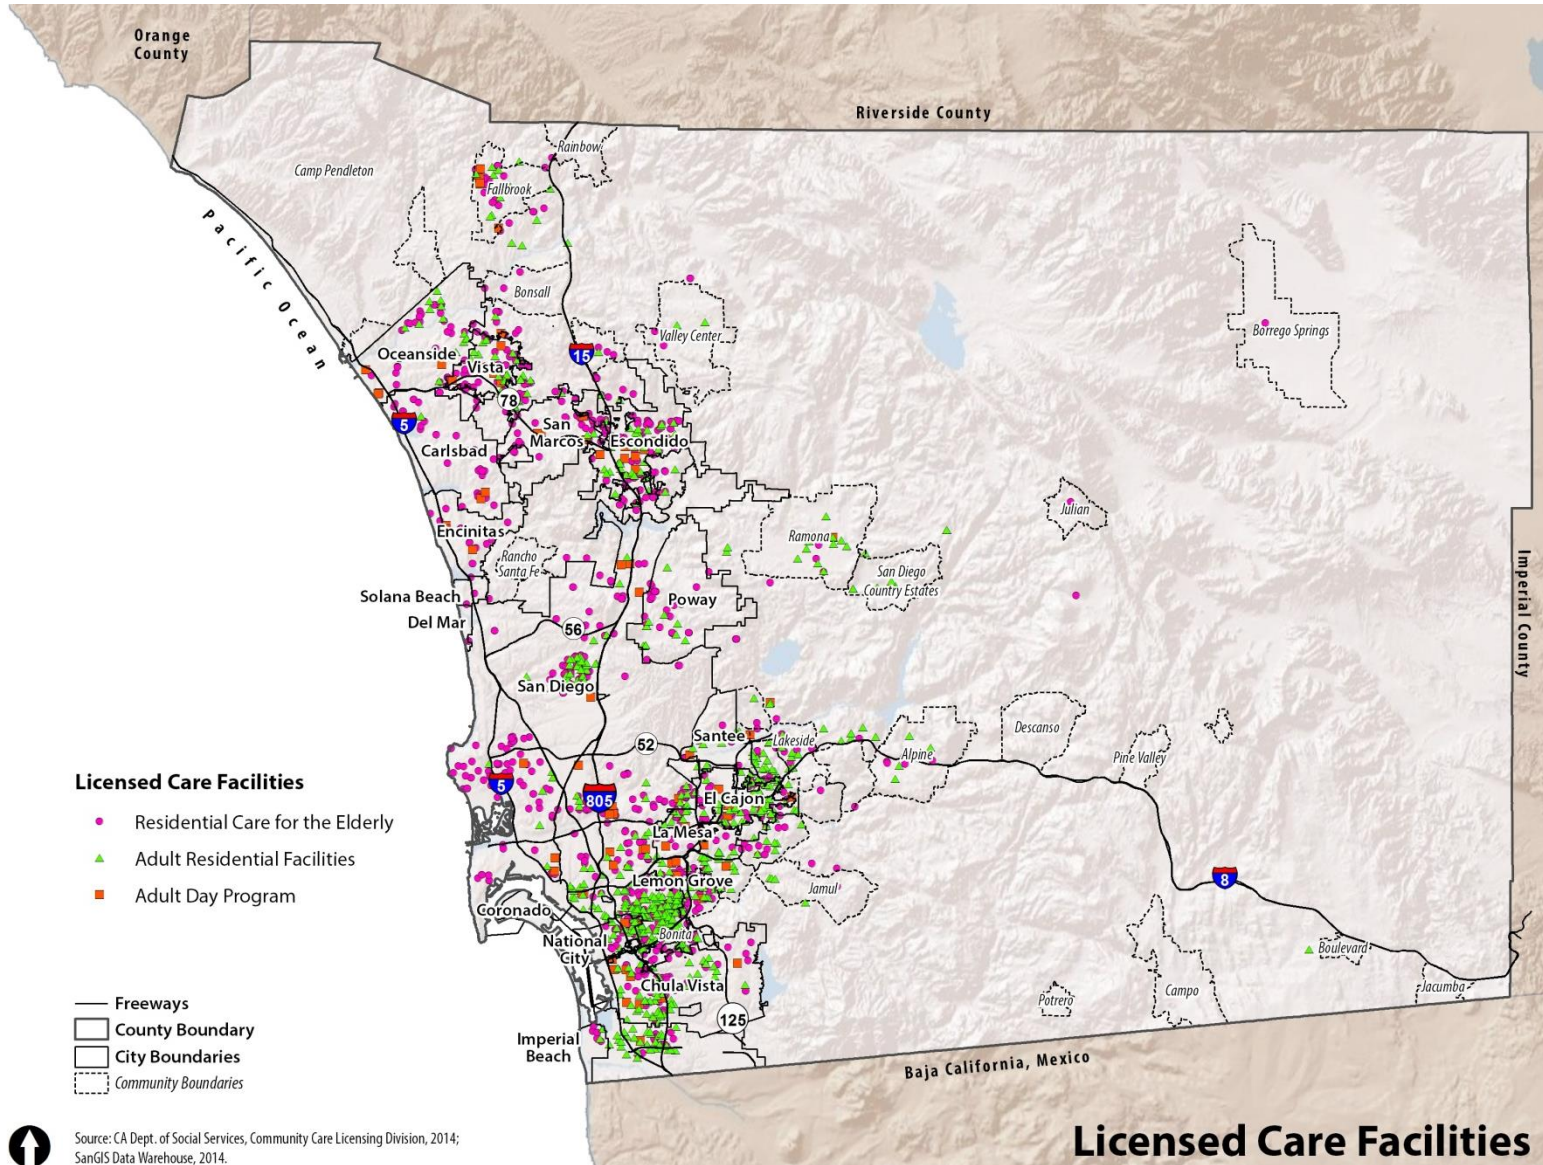 Orange
County
Riverside County
Rainbow
Camp Pendleton
Fallbrook
Pacific Ocean
Bonsall
Valley Center
Borrego Springs
Oceanside
Vista
15
78
5
San
Marcos
Escondido
Carlsbad
Julian
Encinitas
Ramona
Rancho
Santa Fe
San Diego
Country Estates
Imperial County
Solana Beach
Poway
Del Mar
56
San Diego
Santee
Lakeside
52
Alpine
Descanso
Pine Valley
5
805
El Cajon
La Mesa
Lemon Grove
Jamul
8
Coronado
National
City
Bonita
Boulevard
Chula Vista
Potrero
Campo
Jacumba
125
Imperial
Beach
Baja California, Mexico
Licensed Care Facilities
Residential Care for the Elderly
Adult Residential Facilities
Adult Day Program
Freeways
County Boundary
City Boundaries
Community Boundaries
Source: CA Dept. of Social Services, Community Care Licensing Division, 2014;
SanGIS Data Warehouse, 2014.
Licensed Care Facilities